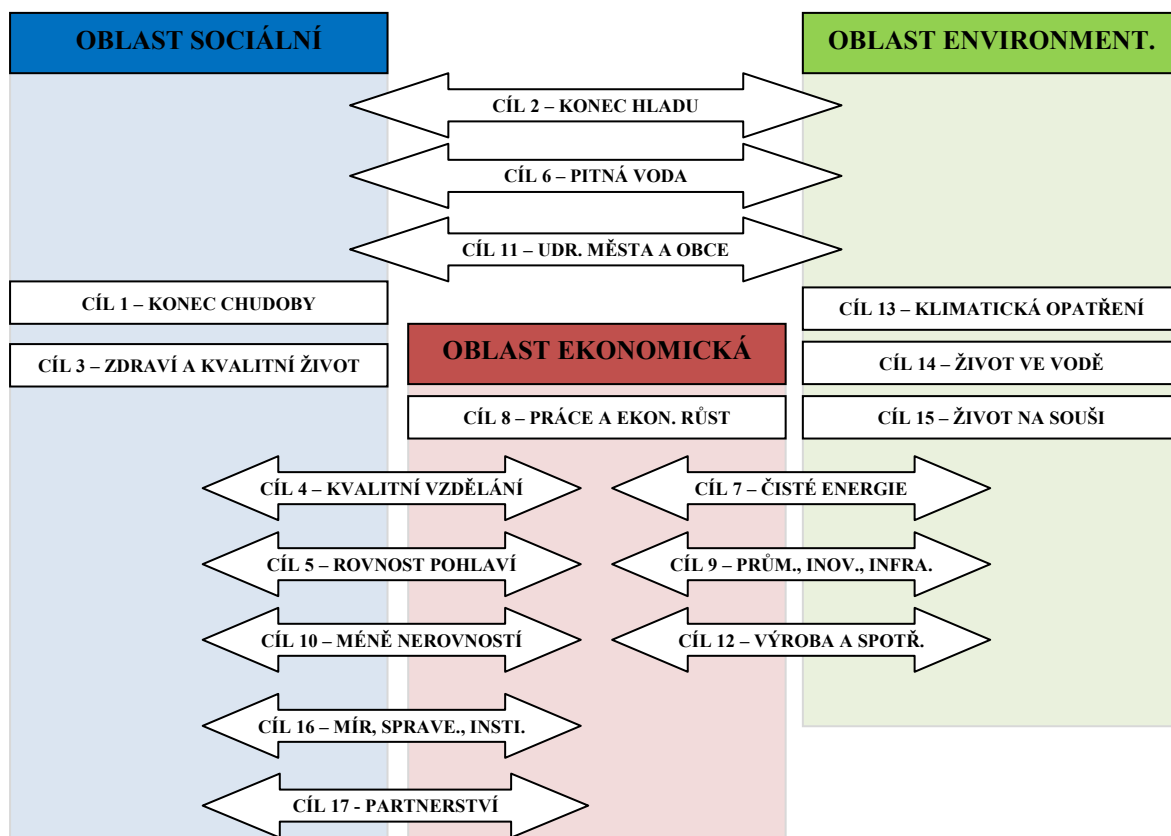 OBLAST SOCIÁLNÍ
OBLAST ENVIRONMENT.
CÍL 2 – KONEC HLADU
CÍL 6 – PITNÁ VODA
CÍL 11 – UDR. MĚSTA A OBCE
CÍL 1 – KONEC CHUDOBY
CÍL 13 – KLIMATICKÁ OPATŘENÍ
CÍL 3 – ZDRAVÍ A KVALITNÍ ŽIVOT
OBLAST EKONOMICKÁ
CÍL 14 – ŽIVOT VE VODĚ
CÍL 8 – PRÁCE A EKON. RŮST
CÍL 15 – ŽIVOT NA SOUŠI
CÍL 4 – KVALITNÍ VZDĚLÁNÍ
CÍL 7 – ČISTÉ ENERGIE
CÍL 5 – ROVNOST POHLAVÍ
CÍL 9 – PRŮM., INOV., INFRA.
CÍL 10 – MÉNĚ NEROVNOSTÍ
CÍL 12 – VÝROBA A SPOTŘ.
CÍL 16 – MÍR, SPRAVE., INSTI.
CÍL 17 - PARTNERSTVÍ